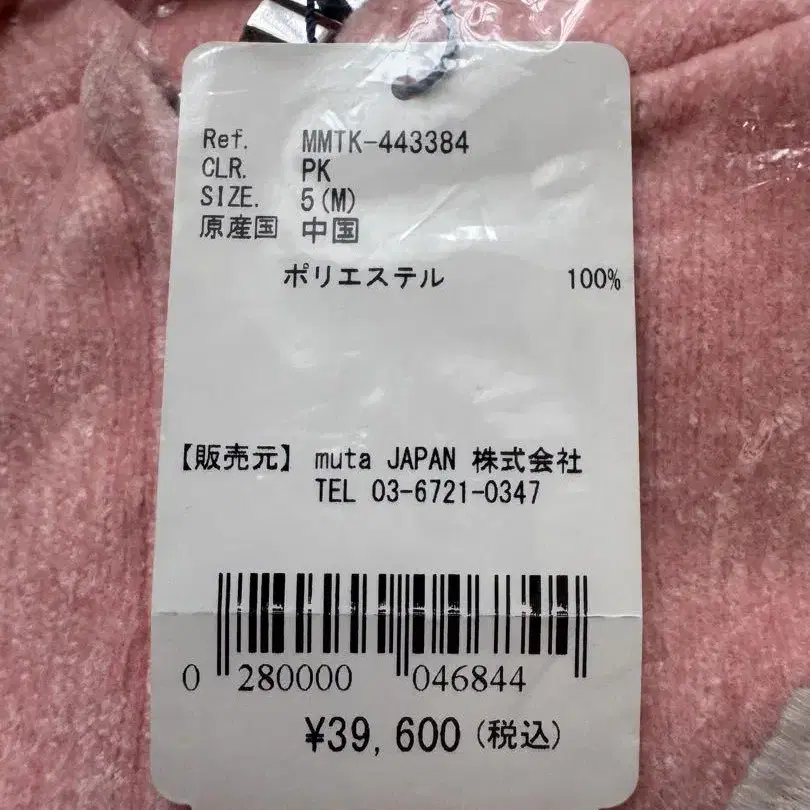 Ref. MMTK-443384
CLR. PK
SIZE. 5(M)
原産国 中国
ポリエステル 100%
【販売元】 muta JAPAN 株式会社
TEL 03-6721-0347
0 280000 046844
¥39,600(税込)